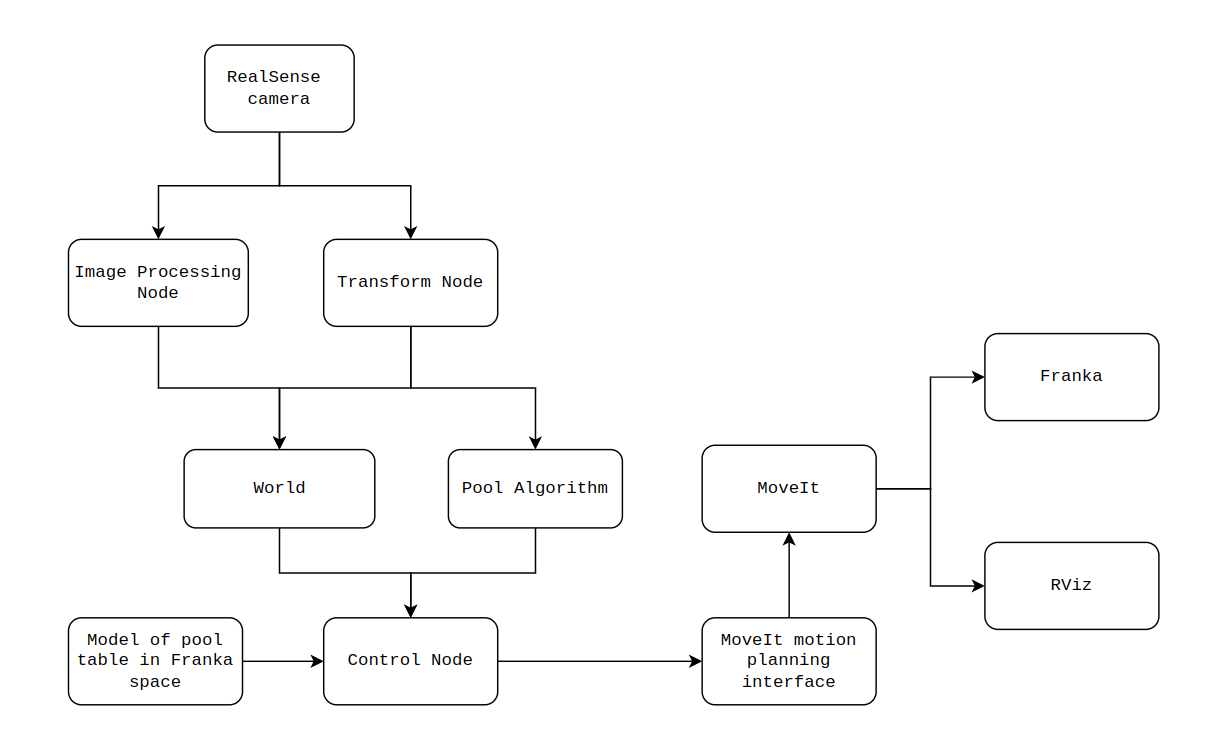 RealSense
camera
Image Processing
Node
Transform Node
Franka
World
Pool Algorithm
MoveIt
RViz
Model of pool
table in Franka
space
Control Node
MoveIt motion
planning
interface